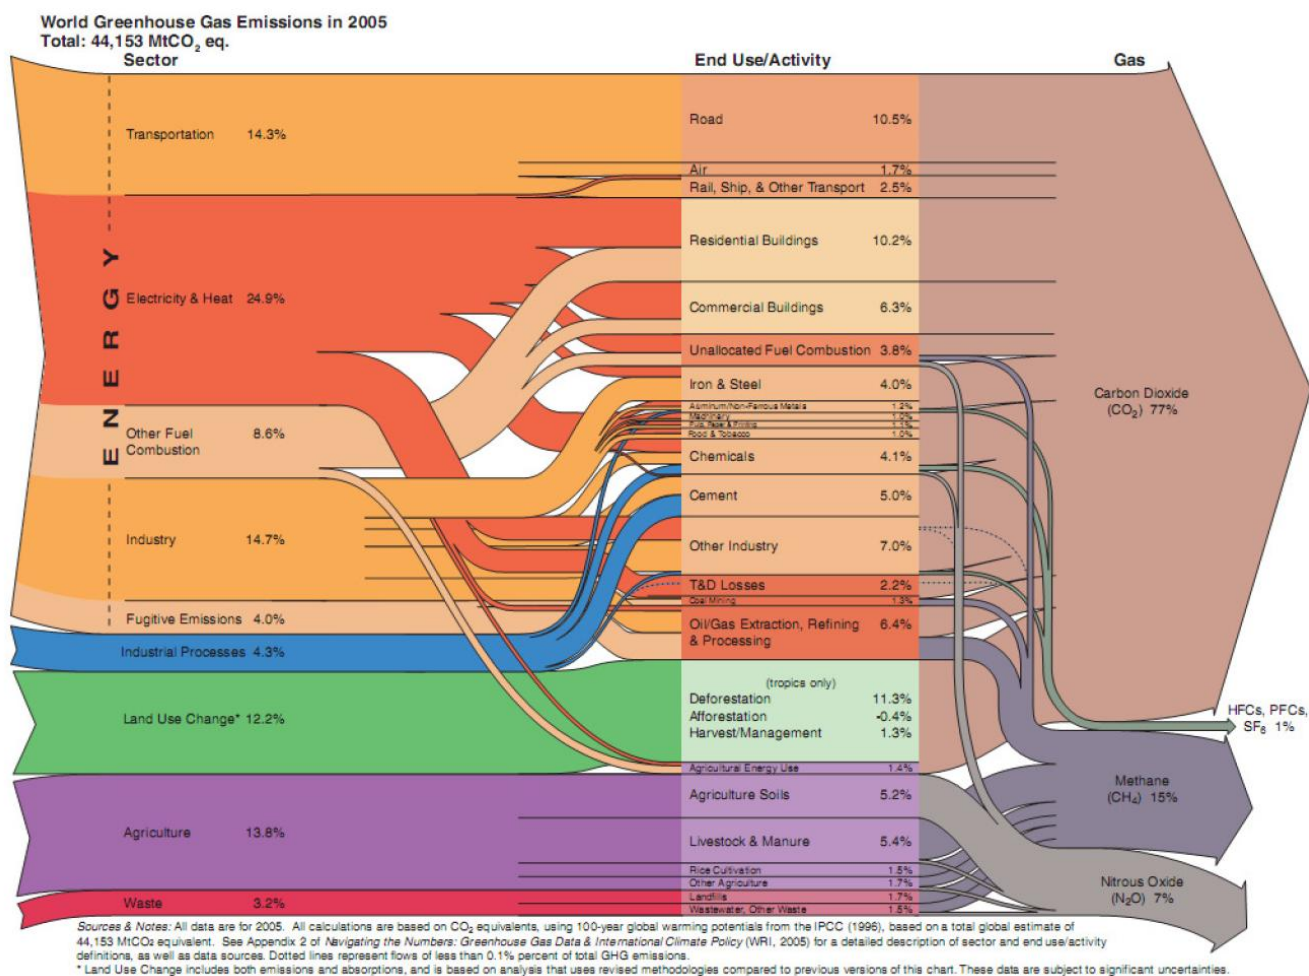 World Greenhouse Gas Emissions in 2005
Total: 44,153 MtCO2 eq.
Sector
End Use/Activity
Gas
ENERGY
Transportation 14.3%
Electricity & Heat 24.9%
Other Fuel
Combustion 8.6%
Industry 14.7%
Fugitive Emissions 4.0%
Industrial Processes 4.3%
Land Use Change* 12.2%
Agriculture 13.8%
Waste 3.2%
Road 10.5%
Air 1.7%
Rail, Ship, & Other Transport 2.5%
Residential Buildings 10.2%
Commercial Buildings 6.3%
Unallocated Fuel Combustion 3.8%
Iron & Steel 4.0%
Aluminum/Non-Ferrous Metals 1.2%
Machinery 1.0%
Pulp, Paper & Printing 1.1%
Food & Tobacco 1.0%
Chemicals 4.1%
Cement 5.0%
Other Industry 7.0%
T&D Losses 2.2%
Coal Mining 1.3%
Oil/Gas Extraction, Refining 6.4%
& Processing
(tropics only)
Deforestation 11.3%
Afforestation -0.4%
Harvest/Management 1.3%
Agricultural Energy Use 1.4%
Agriculture Soils 5.2%
Livestock & Manure 5.4%
Rice Cultivation 1.5%
Other Agriculture 1.7%
Landfills 1.7%
Wastewater, Other Waste 1.5%
Carbon Dioxide
(CO2) 77%
HFCs, PFCs,
SF6 1%
Methane
(CH4) 15%
Nitrous Oxide
(N2O) 7%
Sources & Notes: All data are for 2005. All calculations are based on CO2 equivalents, using 100-year global warming potentials from the IPCC (1996), based on a total global estimate of
44,153 MtCO2 equivalent. See Appendix 2 of Navigating the Numbers: Greenhouse Gas Data & International Climate Policy (WRI, 2005) for a detailed description of sector and end use/activity
definitions, as well as data sources. Dotted lines represent flows of less than 0.1% percent of total GHG emissions.
* Land Use Change includes both emissions and absorptions, and is based on analysis that uses revised methodologies compared to previous versions of this chart. These data are subject to significant uncertainties.